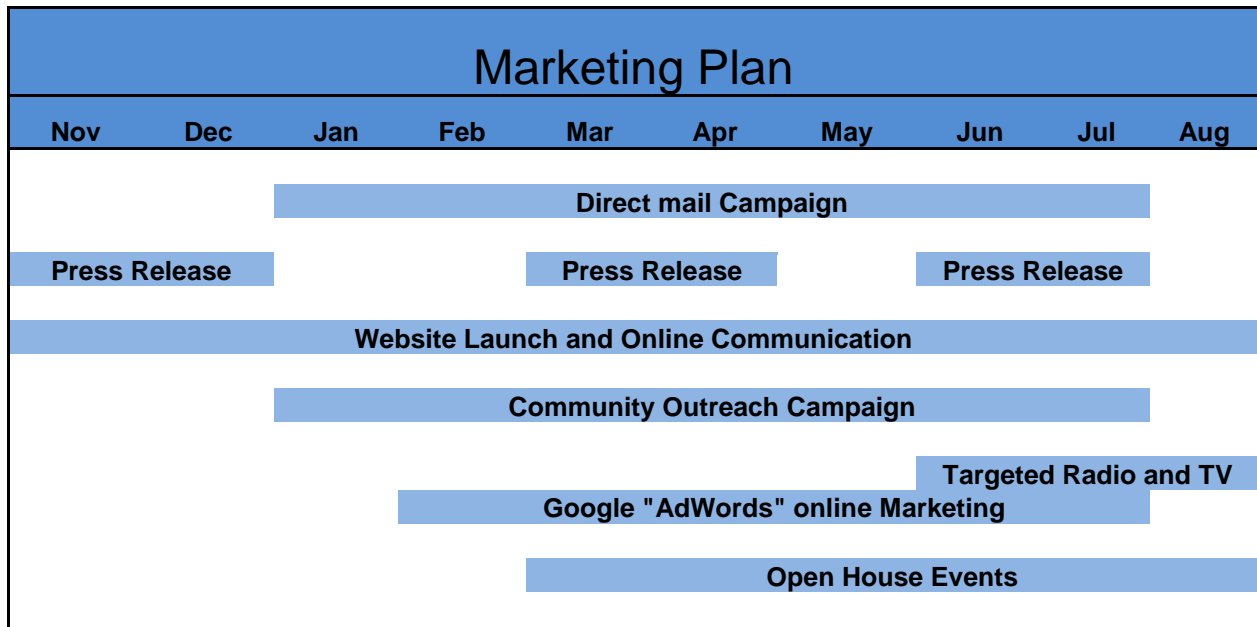 Marketing Plan
Nov Dec Jan Feb Mar Apr May Jun Jul Aug
Direct mail Campaign
Press Release Press Release Press Release
Website Launch and Online Communication
Community Outreach Campaign
Targeted Radio and TV
Google "AdWords" online Marketing
Open House Events